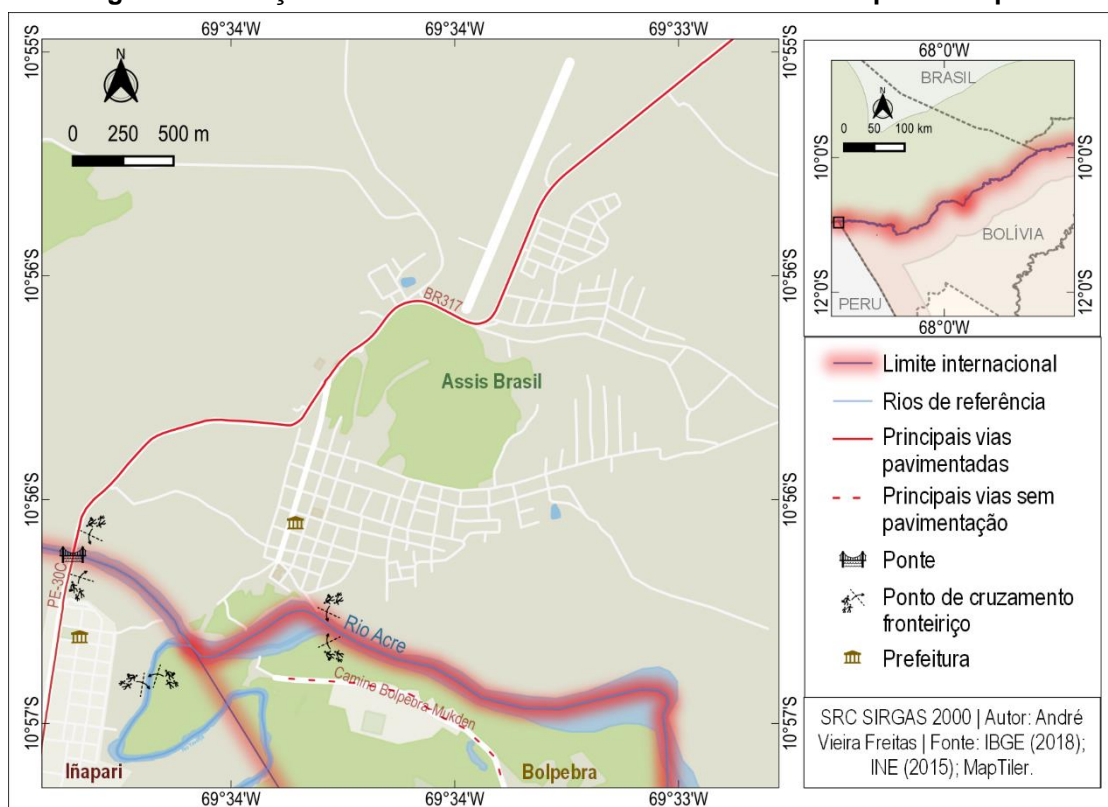 69°34'W 69°34'W 69°33'W
10°55'S
10°55'S
N
0 250 500 m
10°56'S
10°56'S
BR317
Assis Brasil
10°56'S
10°56'S
PE-30C
Rio Acre
Camino Bolpebra-Mukden
10°57'S
10°57'S
Iñapari
Bolpebra
69°34'W 69°34'W 69°33'W
68°0'W
BRASIL
N
0 50 100 km
10°0'S
10°0'S
BOLÍVIA
12°0'S
12°0'S
PERU
68°0'W
Limite internacional
Rios de referência
Principais vias
pavimentadas
Principais vias sem
pavimentação
Ponte
Ponto de cruzamento
fronteiriço
Prefeitura
SRC SIRGAS 2000 | Autor: André
Vieira Freitas | Fonte: IBGE (2018);
INE (2015); MapTiler.